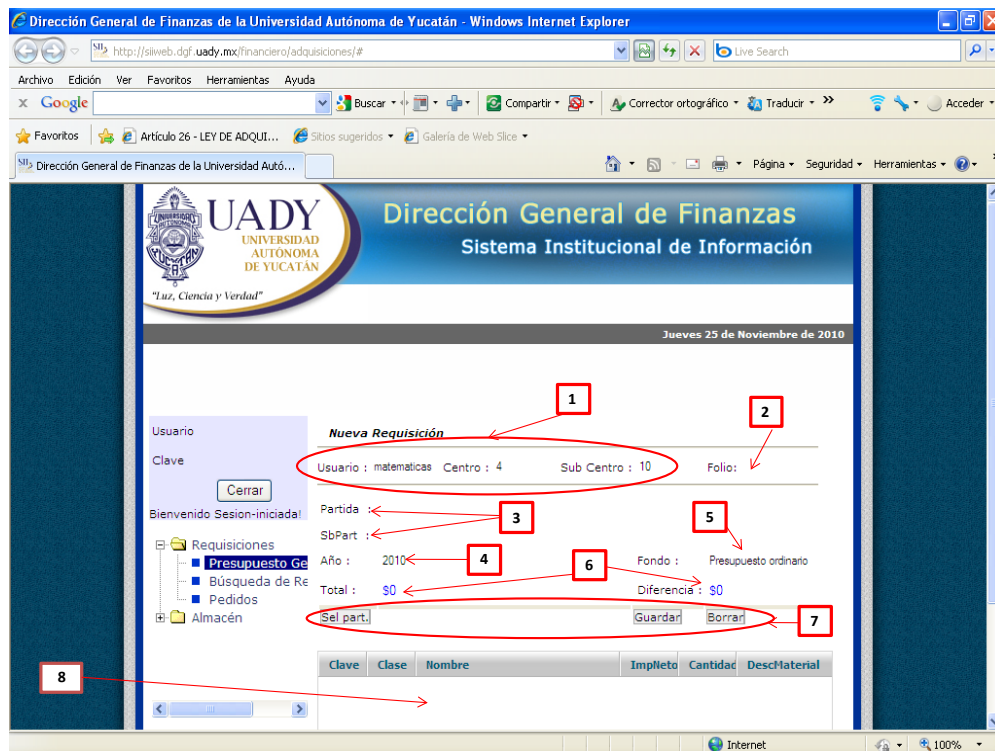 Dirección General de Finanzas de la Universidad Autónoma de Yucatán - Windows Internet Explorer
http://siiweb.dgf.uady.mx/financiero/adquisiciones/#
Live Search
Archivo Edición Ver Favoritos Herramientas Ayuda
x Google Buscar Compartir Corrector ortográfico Traducir » Acceder
Favoritos Artículo 26 - LEY DE ADQUI... Sitios sugeridos Galería de Web Slice
Dirección General de Finanzas de la Universidad Autó... Página Seguridad Herramientas
UADY
UNIVERSIDAD
AUTÓNOMA
DE YUCATÁN
"Luz, Ciencia y Verdad"
Dirección General de Finanzas
Sistema Institucional de Información
Jueves 25 de Noviembre de 2010
1
2
Usuario
Clave
Cerrar
Bienvenido Sesion-iniciada!
Requisiciones
Presupuesto Ge
Búsqueda de Re
Pedidos
Almacén
Nueva Requisición
Usuario : matematicas Centro : 4 Sub Centro : 10 Folio:
Partida :
3
5
SbPart :
Año : 2010 4 Fondo : Presupuesto ordinario
6
Total : $0 Diferencia : $0
Sel part. Guardar Borrar 7
Clave Clase Nombre ImpNeto Cantidad DescMaterial
8
Internet 100%